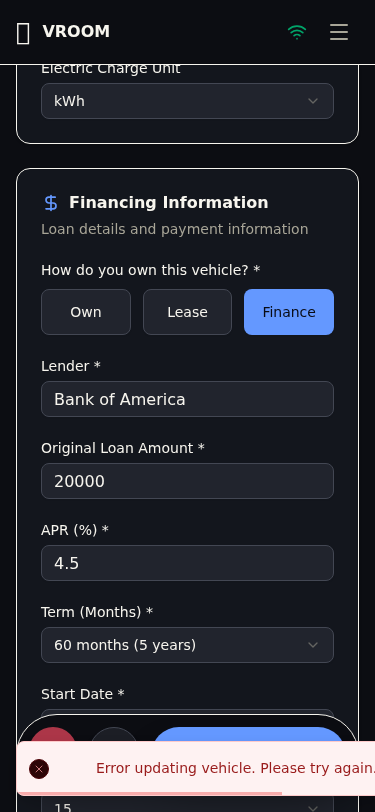 VROOM
Electric Charge Unit
kWh
Financing Information
Loan details and payment information
How do you own this vehicle? *
Own
Lease
Finance
Lender *
Bank of America
Original Loan Amount *
20000
APR (%) *
4.5
Term (Months) *
60 months (5 years)
Start Date *
Error updating vehicle. Please try again.
15